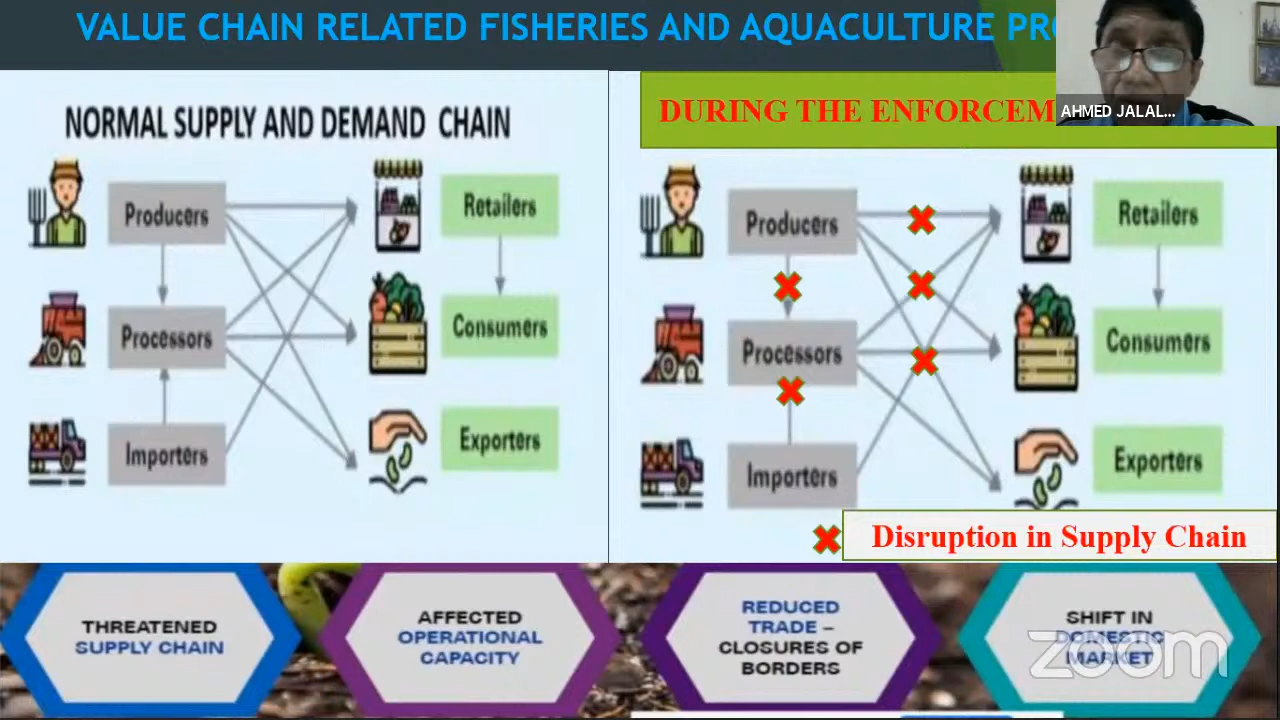 VALUE CHAIN RELATED FISHERIES AND AQUACULTURE
AHMED JALAL...
NORMAL SUPPLY AND DEMAND CHAIN
Producers
Retailers
Processors
Consumers
Importers
Exporters
DURING THE
Producers
Retailers
Processors
Consumers
Importers
Exporters
Disruption in Supply Chain
THREATENED
SUPPLY CHAIN
AFFECTED
OPERATIONAL
CAPACITY
REDUCED
TRADE –
CLOSURES OF
BORDERS
SHIFT IN
DOMESTIC
MARKET
zoom